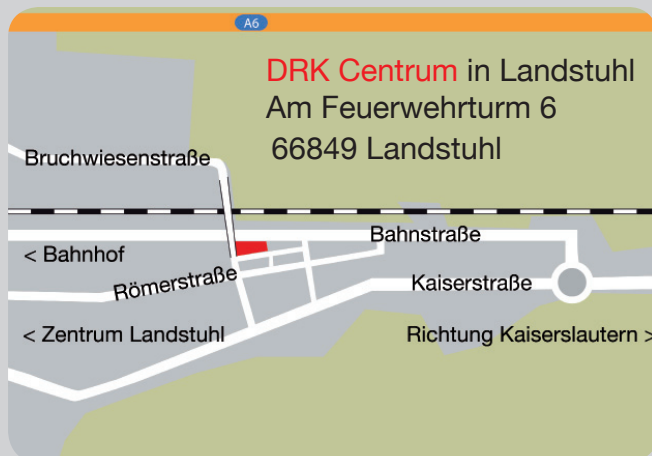 A6
DRK Centrum in Landstuhl
Am Feuerwehrturm 6
66849 Landstuhl
Bruchwiesenstraße
Bahnstraße
< Bahnhof
Römerstraße
Kaiserstraße
< Zentrum Landstuhl
Richtung Kaiserslautern >